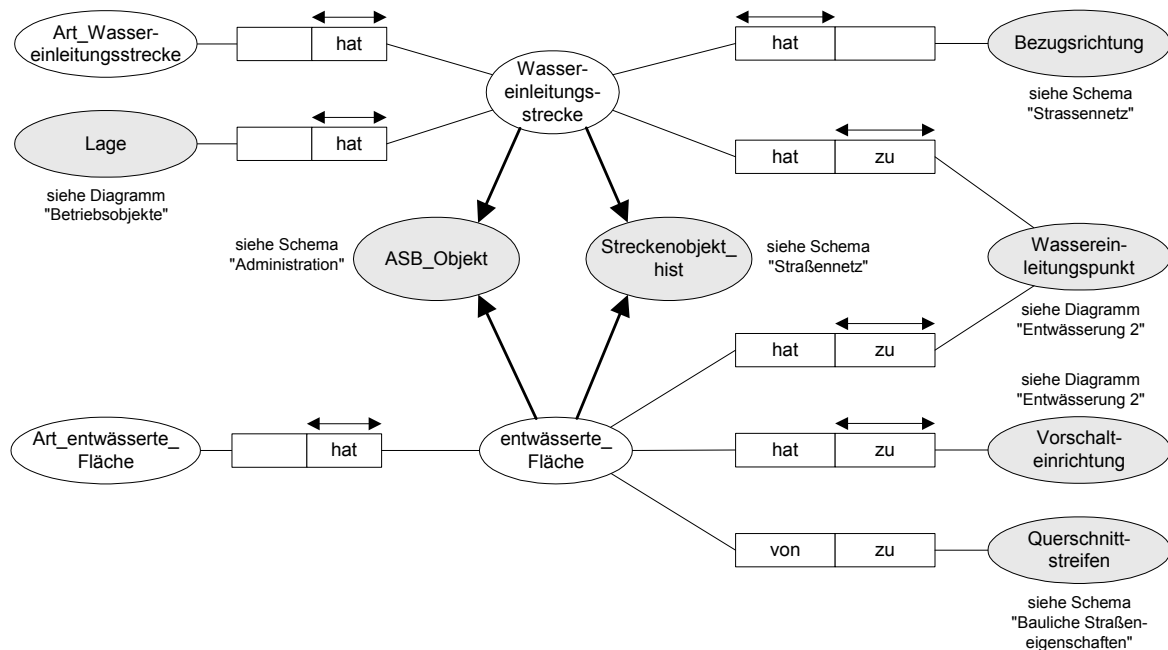 Art_Wasser-
einleitungsstrecke
hat
Wasser-
einleitungs-
strecke
hat
Bezugsrichtung
siehe Schema
"Strassennetz"
Lage
hat
siehe Diagramm
"Betriebsobjekte"
hat
zu
siehe Schema
"Administration"
ASB_Objekt
Streckenobjekt_
hist
siehe Schema
"Straßennetz"
Wasserein-
leitungspunkt
siehe Diagramm
"Entwässerung 2"
hat
zu
siehe Diagramm
"Entwässerung 2"
Art_entwässerte_
Fläche
hat
entwässerte_
Fläche
hat
zu
Vorschalt-
einrichtung
von
zu
Querschnitt-
streifen
siehe Schema
"Bauliche Straßen-
eigenschaften"